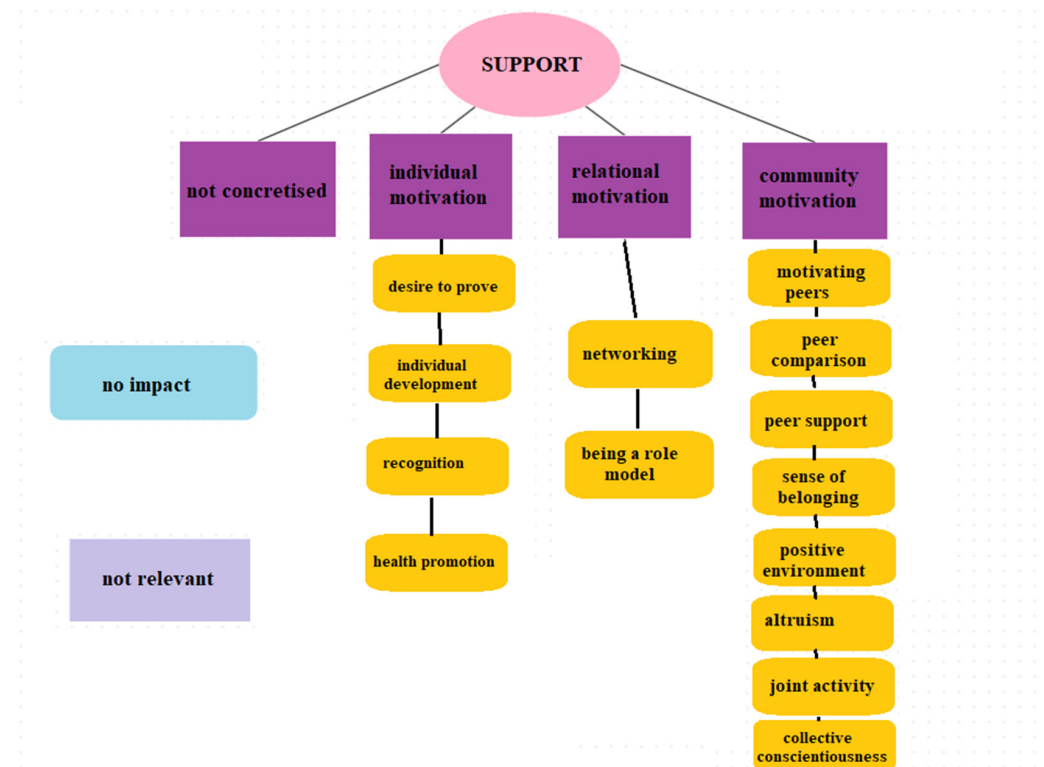 SUPPORT
not concretised
individual
motivation
relational
motivation
community
motivation
desire to prove
individual
development
recognition
health promotion
networking
being a role
model
motivating
peers
peer
comparison
peer support
sense of
belonging
positive
environment
altruism
joint activity
collective
conscientiousness
no impact
not relevant